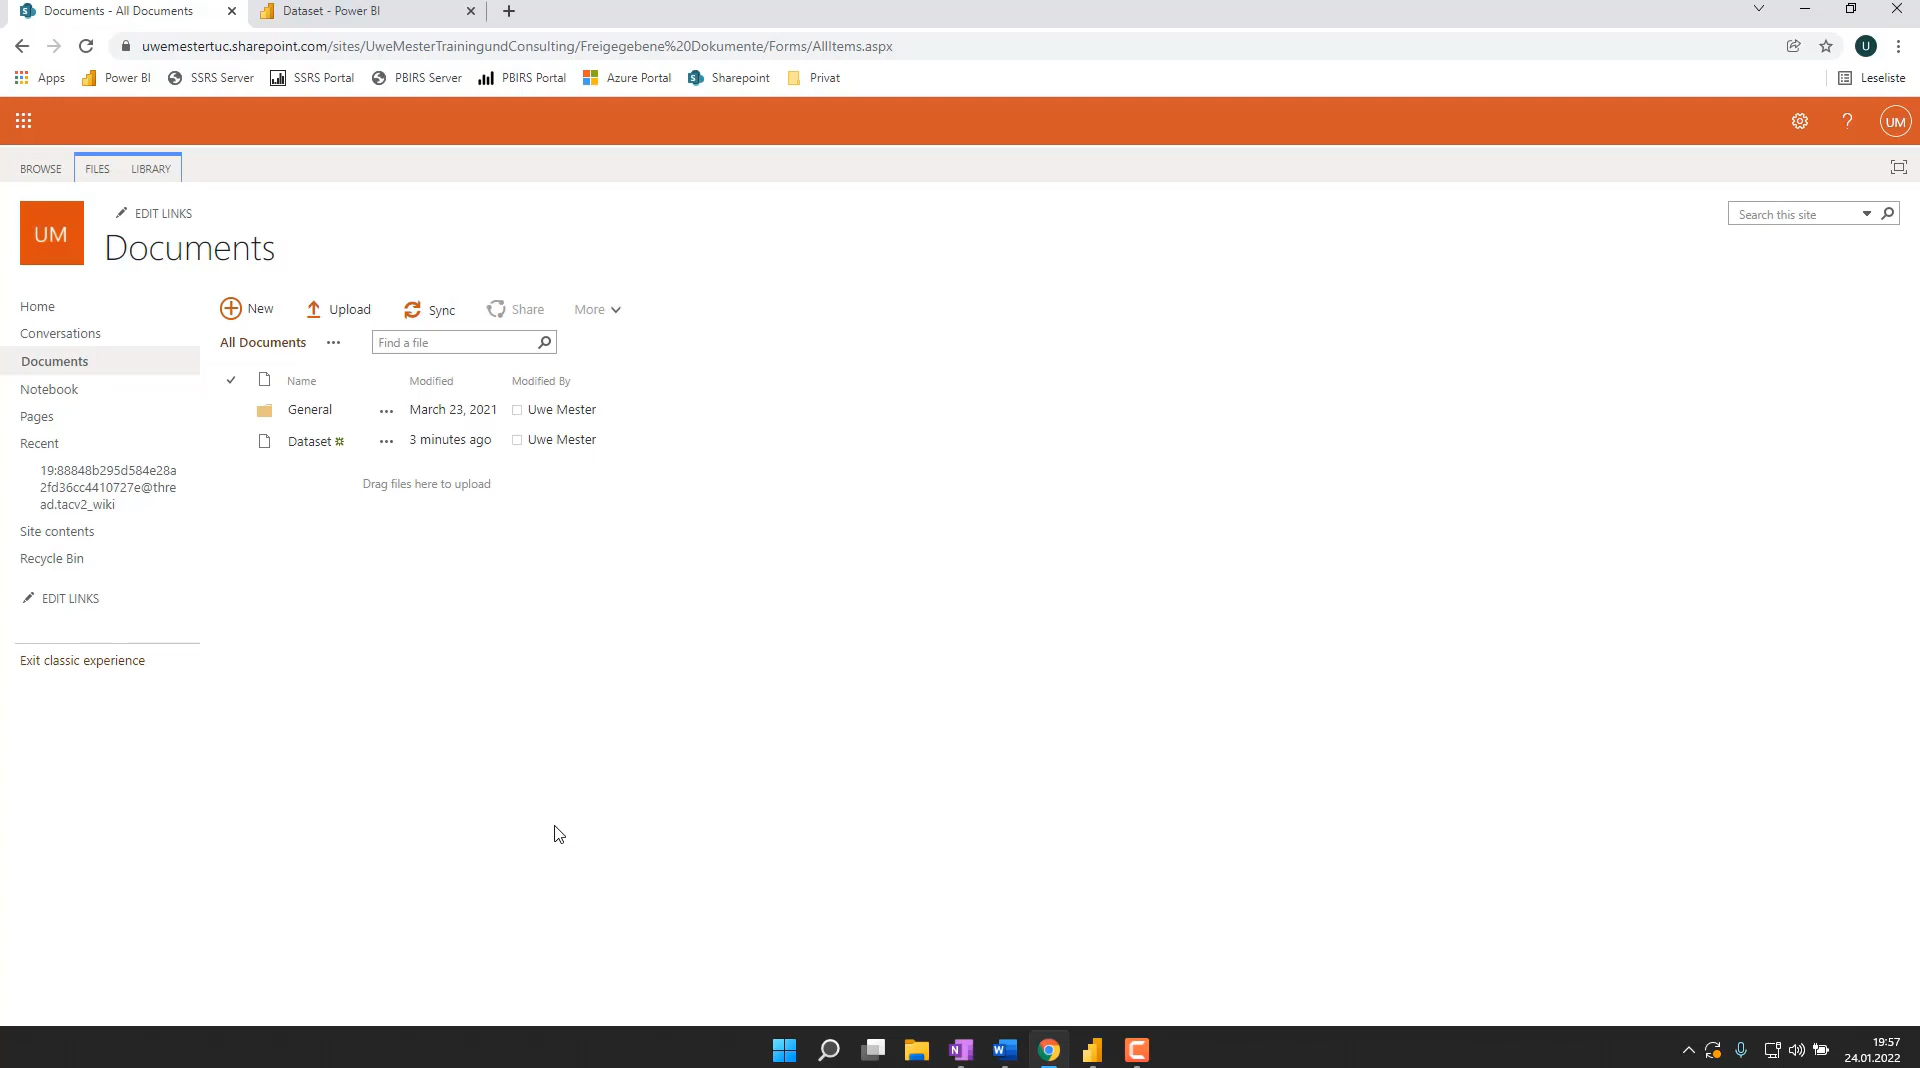 Documents - All Documents
Dataset - Power BI
uwemestertuc.sharepoint.com/sites/UweMesterTrainingundConsulting/Freigegebene%20Dokumente/Forms/AllItems.aspx
U
Apps
Power BI
SSRS Server
SSRS Portal
PBIRS Server
PBIRS Portal
Azure Portal
Sharepoint
Privat
Leseliste
?
UM
BROWSE
FILES
LIBRARY
UM
EDIT LINKS
Documents
Search this site
Home
Conversations
Documents
Notebook
Pages
Recent
19:88848b295d584e28a
2fd36cc4410727e@thre
ad.tacv2_wiki
Site contents
Recycle Bin
EDIT LINKS
Exit classic experience
New
Upload
Sync
Share
More
All Documents
Find a file
Name
Modified
Modified By
General
March 23, 2021
Uwe Mester
Dataset
3 minutes ago
Uwe Mester
Drag files here to upload
19:57
24.01.2022